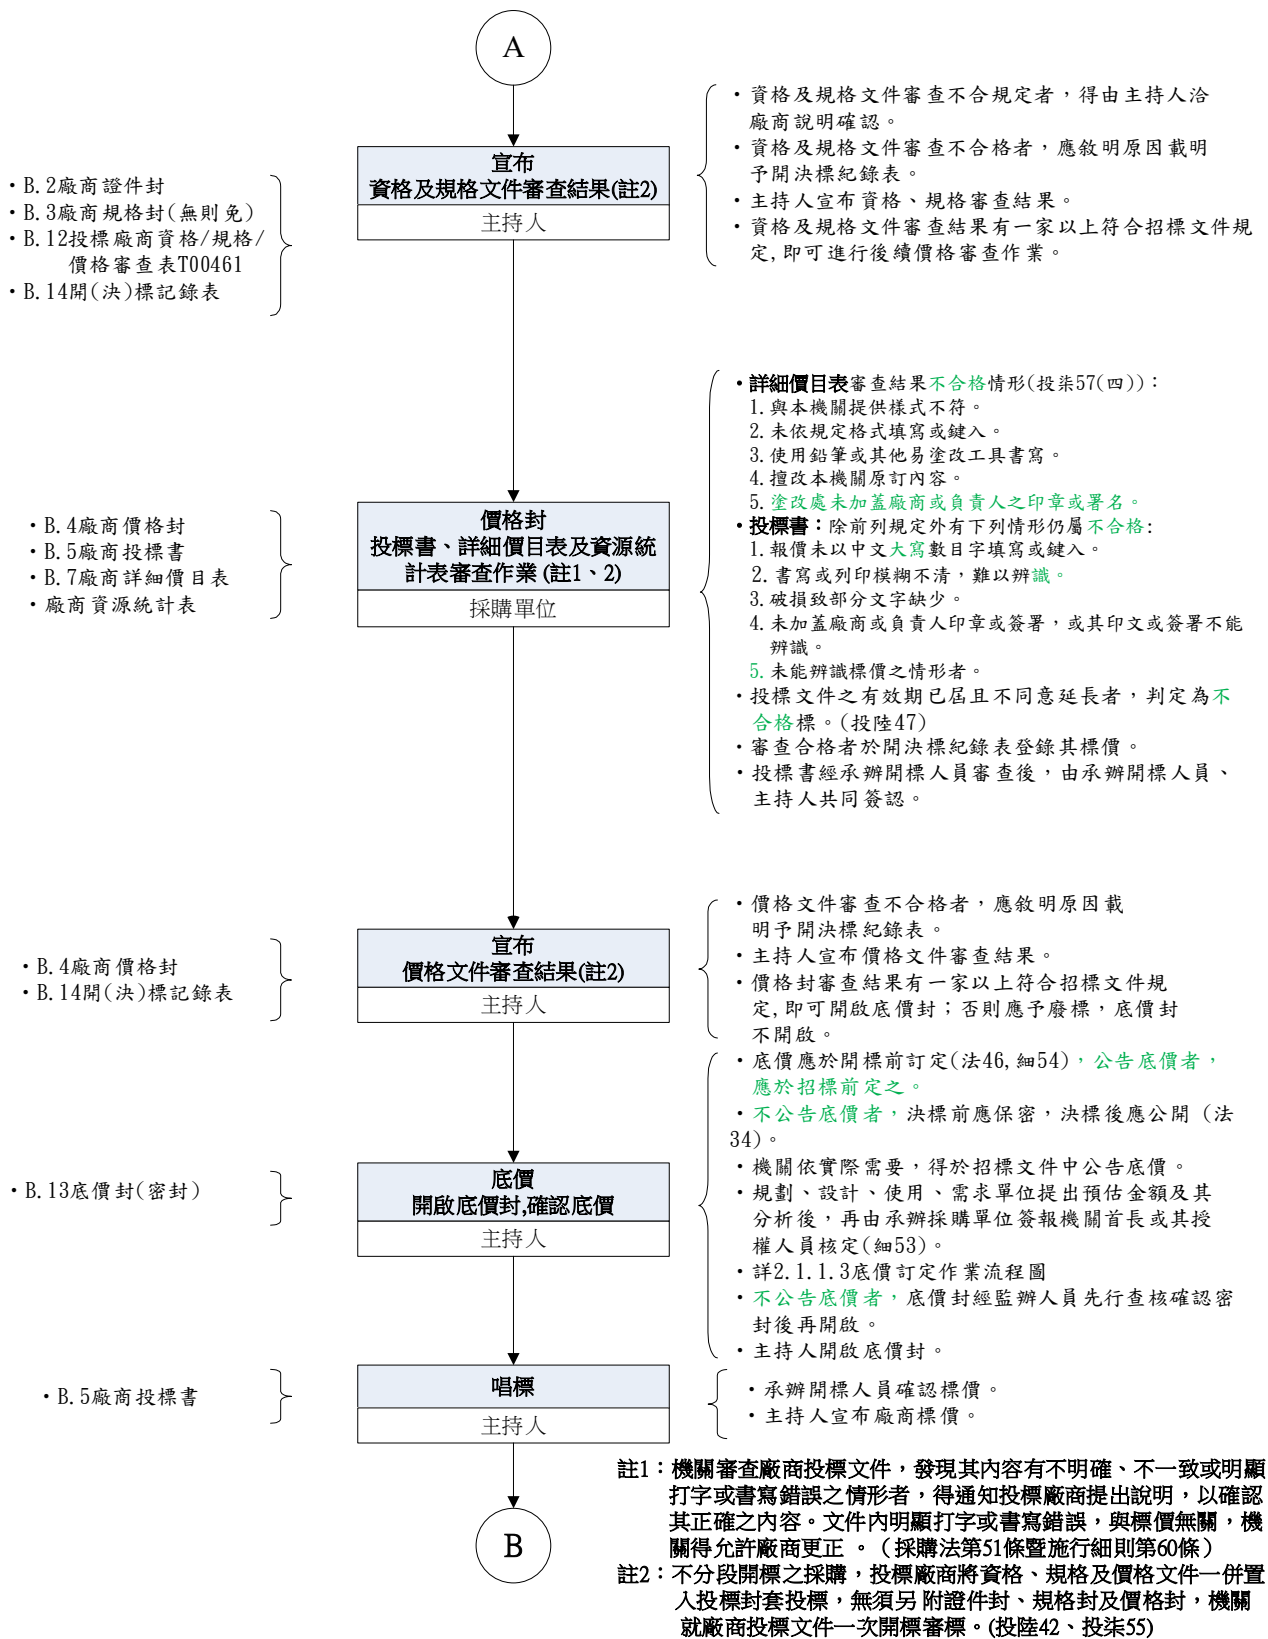 A
・資格及規格文件審查不合規定者，得由主持人洽
廠商說明確認。
・資格及規格文件審查不合格者，應敘明原因載明
予開決標紀錄表。
・主持人宣布資格、規格審查結果。
・資格及規格文件審查結果有一家以上符合招標文件規
定,即可進行後續價格審查作業。
宣布
資格及規格文件審查結果(註2)
主持人
・B.2廠商證件封
・B.3廠商規格封(無則免)
・B.12投標廠商資格/規格/
價格審查表T00461
・B.14開(決)標記錄表
・詳細價目表審查結果不合格情形(投柒57(四))：
1.與本機關提供樣式不符。
2.未依規定格式填寫或鍵入。
3.使用鉛筆或其他易塗改工具書寫。
4.擅改本機關原訂內容。
5.塗改處未加蓋廠商或負責人之印章或署名。
・投標書：除前列規定外有下列情形仍屬不合格:
1.報價未以中文大寫數目字填寫或鍵入。
2.書寫或列印模糊不清，難以辨識。
3.破損致部分文字缺少。
4.未加蓋廠商或負責人印章或簽署，或其印文或簽署不能
辨識。
5.未能辨識標價之情形者。
・投標文件之有效期已屆且不同意延長者，判定為不
合格標。(投陸47)
・審查合格者於開決標紀錄表登錄其標價。
・投標書經承辦開標人員審查後，由承辦開標人員、
主持人共同簽認。
價格封
投標書、詳細價目表及資源統
計表審查作業 (註1、2)
採購單位
・B.4廠商價格封
・B.5廠商投標書
・B.7廠商詳細價目表
・廠商資源統計表
・價格文件審查不合格者，應敘明原因載
明予開決標紀錄表。
・主持人宣布價格文件審查結果。
・價格封審查結果有一家以上符合招標文件規
定,即可開啟底價封；否則應予廢標，底價封
不開啟。
宣布
價格文件審查結果(註2)
主持人
・B.4廠商價格封
・B.14開(決)標記錄表
・底價應於開標前訂定(法46,細54)，公告底價者，
應於招標前定之。
・不公告底價者，決標前應保密，決標後應公開 (法
34)。
・機關依實際需要，得於招標文件中公告底價。
・規劃、設計、使用、需求單位提出預估金額及其
分析後，再由承辦採購單位簽報機關首長或其授
權人員核定(細53)。
・詳2.1.1.3底價訂定作業流程圖
・不公告底價者，底價封經監辦人員先行查核確認密
封後再開啟。
・主持人開啟底價封。
底價
開啟底價封,確認底價
主持人
・B.13底價封(密封)
唱標
主持人
・B.5廠商投標書
・承辦開標人員確認標價。
・主持人宣布廠商標價。
B
註1：機關審查廠商投標文件，發現其內容有不明確、不一致或明顯
打字或書寫錯誤之情形者，得通知投標廠商提出說明，以確認
其正確之內容。文件內明顯打字或書寫錯誤，與標價無關，機
關得允許廠商更正 。（ 採購法第51條暨施行細則第60條 ）
註2：不分段開標之採購，投標廠商將資格、規格及價格文件一併置
入投標封套投標，無須另 附證件封、規格封及價格封，機關
就廠商投標文件一次開標審標。(投陸42、投柒55)